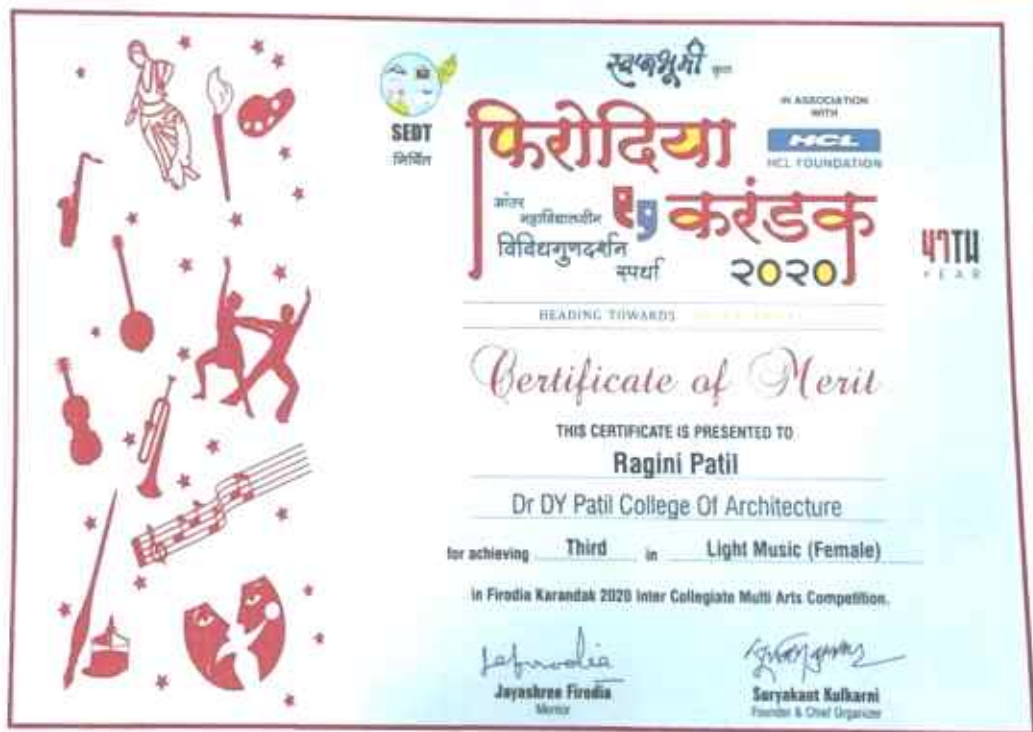 SEDT
निर्मित
स्वप्नभूमी कृत
IN ASSOCIATION
WITH
HCL
HCL FOUNDATION
फिरोदिया
आंतर
महाविद्यालयीन
करंडक
विविधगुणदर्शन
स्पर्धा
२०२०
YEAR
HEADING TOWARDS
Certificate of Merit
THIS CERTIFICATE IS PRESENTED TO
Ragini Patil
Dr DY Patil College Of Architecture
for achieving Third in Light Music (Female)
in Firodia Karandak 2020 Inter Collegiate Multi Arts Competition.
Jayashree Firodia
Mentor
Suryakant Kulkarni
Founder & Chief Organizer